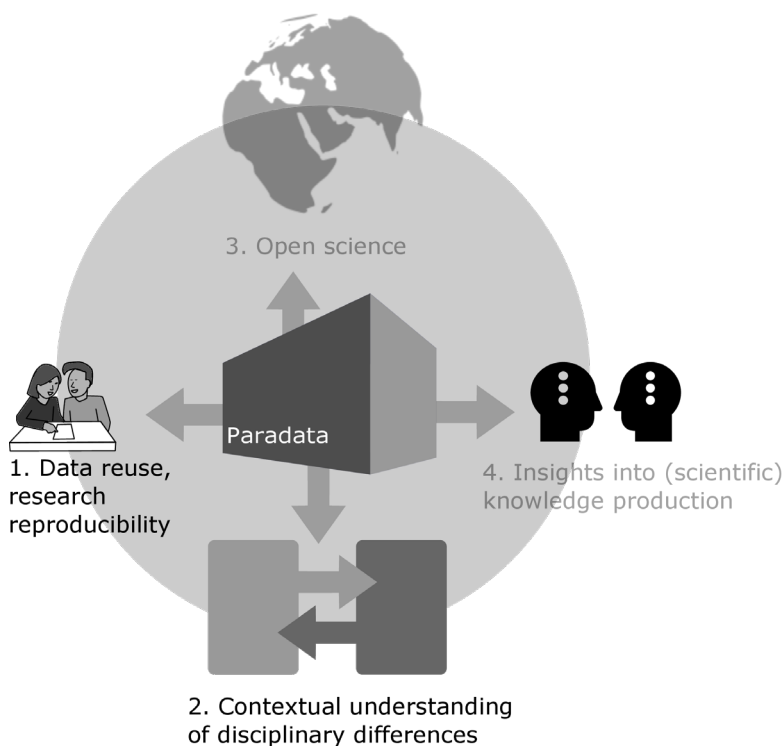 3. Open science
Paradata
1. Data reuse,
research
reproducibility
4. Insights into (scientific)
knowledge production
2. Contextual understanding
of disciplinary differences